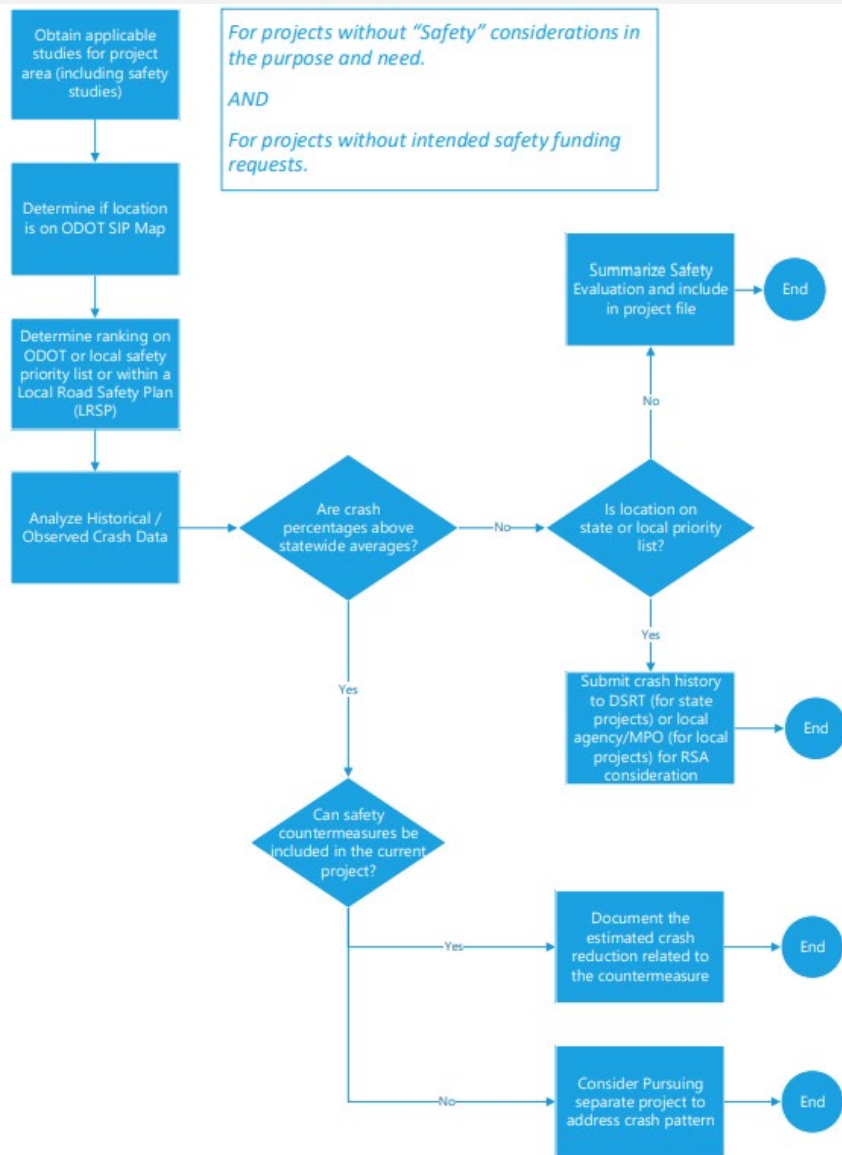 Obtain applicable
studies for project
area (including safety
studies)
For projects without “Safety” considerations in
the purpose and need.
AND
For projects without intended safety funding
requests.
Determine if location
is on ODOT SIP Map
Summarize Safety
Evaluation and include
in project file
End
Determine ranking on
ODOT or local safety
priority list or within a
Local Road Safety Plan
(LRSP)
No
Analyze Historical /
Observed Crash Data
Are crash
percentages above
statewide averages?
No
Is location on
state or local priority
list?
Yes
Yes
Submit crash history
to DSRT (for state
projects) or local
agency/MPO (for local
projects) for RSA
consideration
End
Can safety
countermeasures be
included in the current
project?
Yes
Document the
estimated crash
reduction related to
the countermeasure
End
No
Consider Pursuing
separate project to
address crash pattern
End